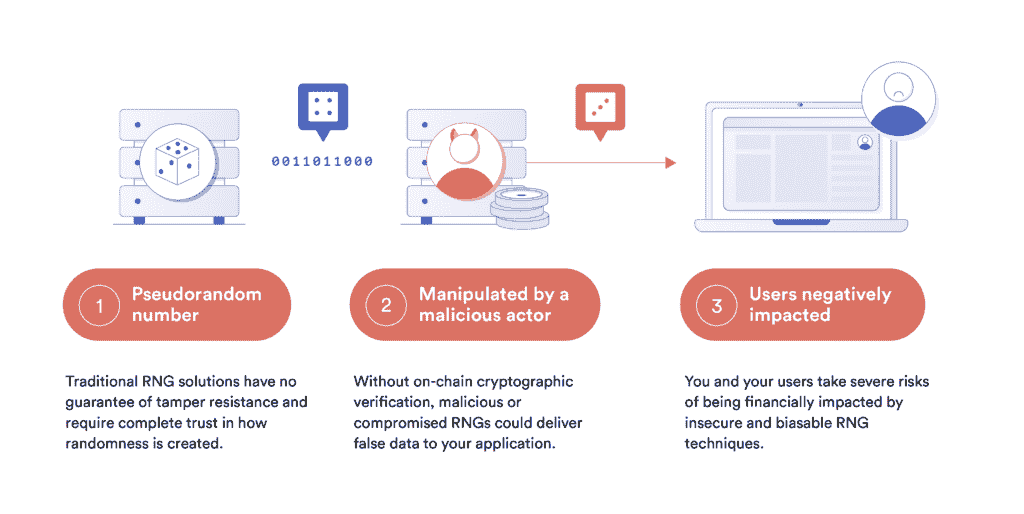 0011011000
1
Pseudorandom
number
Traditional RNG solutions have no
guarantee of tamper resistance and
require complete trust in how
randomness is created.
2
Manipulated by a
malicious actor
Without on-chain cryptographic
verification, malicious or
compromised RNGs could deliver
false data to your application.
3
Users negatively
impacted
You and your users take severe risks
of being financially impacted by
insecure and biasable RNG
techniques.